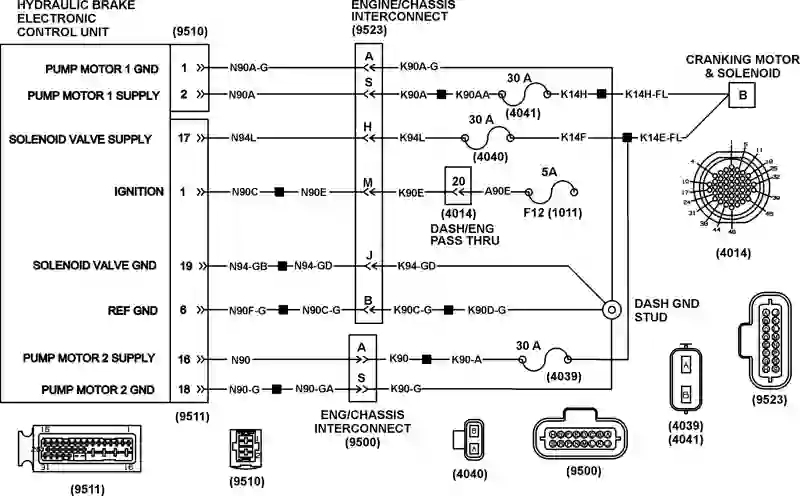 HYDRAULIC BRAKE
ELECTRONIC
CONTROL UNIT
(9510)
ENGINE/CHASSIS
INTERCONNECT
(9523)
CRANKING MOTOR
& SOLENOID
PUMP MOTOR 1 GND 1 N90A-G A K90A-G
PUMP MOTOR 1 SUPPLY 2 N90A S K90A K90AA 30 A K14H K14H-FL B
(4041)
SOLENOID VALVE SUPPLY 17 N94L H K94L 30 A K14F K14E-FL
(4040)
IGNITION 1 N90C N90E M K90E 20 A90E 5A
(4014) F12 (1011)
DASH/ENG
PASS THRU
(4014)
SOLENOID VALVE GND 19 N94-GB N94-GD J K94-GD
REF GND 6 N90F-G N90C-G B K90C-G K90D-G
DASH GND
STUD
PUMP MOTOR 2 SUPPLY 16 N90 A K90 K90-A 30 A
(4039)
PUMP MOTOR 2 GND 18 N90-G N90-GA S K90-G
(9511)
ENG/CHASSIS
INTERCONNECT
(9500)
(9523)
A
B
(4039)
(4041)
15 1
31 16
(9511)
(9510)
B
A
(4040)
(9500)